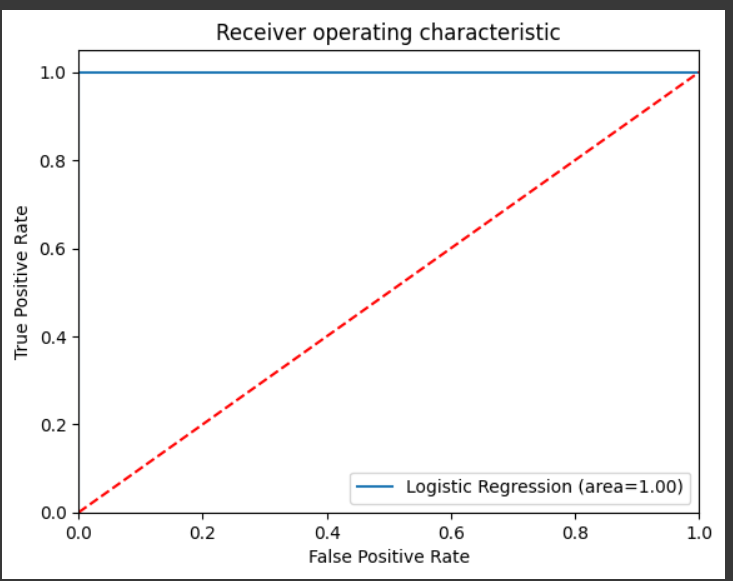 Receiver operating characteristic
1.0
0.8
0.6
0.4
0.2
0.0
True Positive Rate
Logistic Regression (area=1.00)
0.0 0.2 0.4 0.6 0.8 1.0
False Positive Rate